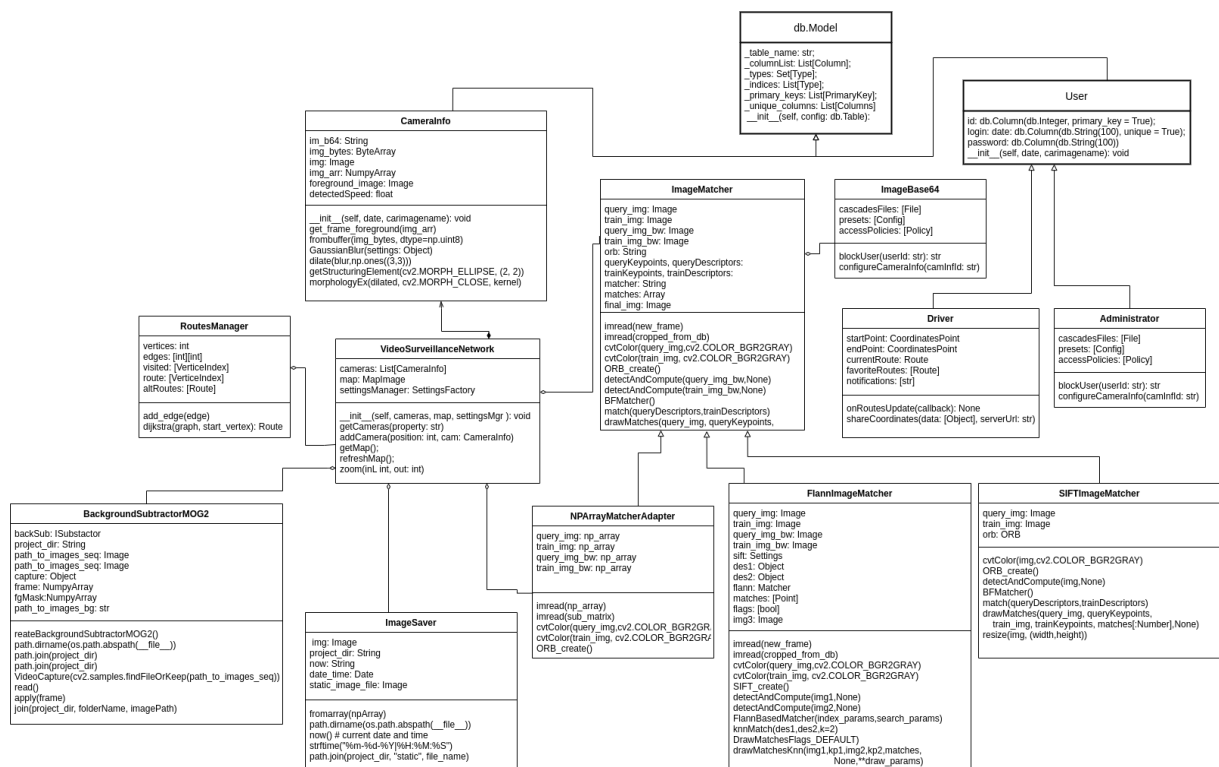 db.Model
_table_name: str;
_columnList: List[Column];
_types: Set[Type];
_indices: List[Type];
_primary_keys: List[PrimaryKey];
_unique_columns: List[Columns]
__init__(self, config: db.Table):
User
id: db.Column(db.Integer, primary_key = True);
login: date: db.Column(db.String(100), unique = True);
password: db.Column(db.String(100))
__init__(self, date, carimagename): void
CameraInfo
im_b64: String
img_bytes: ByteArray
img: Image
img_arr: NumpyArray
foreground_image: Image
detectedSpeed: float
__init__(self, date, carimagename): void
get_frame_foreground(img_arr)
frombuffer(img_bytes, dtype=np.uint8)
GaussianBlur(settings: Object)
dilate(blur,np.ones((3,3)))
getStructuringElement(cv2.MORPH_ELLIPSE, (2, 2))
morphologyEx(dilated, cv2.MORPH_CLOSE, kernel)
ImageMatcher
query_img: Image
train_img: Image
query_img_bw: Image
train_img_bw: Image
orb: String
queryKeypoints, queryDescriptors:
trainKeypoints, trainDescriptors:
matcher: String
matches: Array
final_img: Image
imread(new_frame)
imread(cropped_from_db)
cvtColor(query_img,cv2.COLOR_BGR2GRAY)
cvtColor(train_img, cv2.COLOR_BGR2GRAY)
ORB_create()
detectAndCompute(query_img_bw,None)
detectAndCompute(train_img_bw,None)
BFMatcher()
match(queryDescriptors,trainDescriptors)
drawMatches(query_img, queryKeypoints,
ImageBase64
cascadesFiles: [File]
presets: [Config]
accessPolicies: [Policy]
blockUser(userId: str): str
configureCameraInfo(camInfId: str)
Driver
startPoint: CoordinatesPoint
endPoint: CoordinatesPoint
currentRoute: Route
favoriteRoutes: [Route]
notifications: [str]
onRoutesUpdate(callback): None
shareCoordinates(data: [Object], serverUrl: str)
Administrator
cascadesFiles: [File]
presets: [Config]
accessPolicies: [Policy]
blockUser(userId: str): str
configureCameraInfo(camInfId: str)
RoutesManager
vertices: int
edges: [int][int]
visited: [VerticeIndex]
route: [VerticeIndex]
altRoutes: [Route]
add_edge(edge)
dijkstra(graph, start_vertex): Route
VideoSurveillanceNetwork
cameras: List[CameraInfo]
map: MapImage
settingsManager: SettingsFactory
__init__(self, cameras, map, settingsMgr ): void
getCameras(property: str)
addCamera(position: int, cam: CameraInfo)
getMap();
refreshMap();
zoom(inL int, out: int)
BackgroundSubtractorMOG2
backSub: ISubstactor
project_dir: String
path_to_images_seq: Image
path_to_images_seq: Image
capture: Object
frame: NumpyArray
fgMask:NumpyArray
path_to_images_bg: str
reateBackgroundSubtractorMOG2()
path.dirname(os.path.abspath(__file__))
path.join(project_dir)
path.join(project_dir)
VideoCapture(cv2.samples.findFileOrKeep(path_to_images_seq))
read()
apply(frame)
join(project_dir, folderName, imagePath)
ImageSaver
img: Image
project_dir: String
now: String
date_time: Date
static_image_file: Image
fromarray(npArray)
path.dirname(os.path.abspath(__file__))
now() # current date and time
strftime("%m-%d-%Y|%H:%M:%S")
path.join(project_dir, "static", file_name)
NPArrayMatcherAdapter
query_img: np_array
train_img: np_array
query_img_bw: np_array
train_img_bw: np_array
imread(np_array)
imread(sub_matrix)
cvtColor(query_img,cv2.COLOR_BGR2GR
cvtColor(train_img, cv2.COLOR_BGR2GRA
ORB_create()
FlannImageMatcher
query_img: Image
train_img: Image
query_img_bw: Image
train_img_bw: Image
sift: Settings
des1: Object
des2: Object
flann: Matcher
matches: [Point]
flags: [bool]
img3: Image
imread(new_frame)
imread(cropped_from_db)
cvtColor(query_img,cv2.COLOR_BGR2GRAY)
cvtColor(train_img, cv2.COLOR_BGR2GRAY)
SIFT_create()
detectAndCompute(img1,None)
detectAndCompute(img2,None)
FlannBasedMatcher(index_params,search_params)
knnMatch(des1,des2,k=2)
DrawMatchesFlags_DEFAULT)
drawMatchesKnn(img1,kp1,img2,kp2,matches,
None,**draw_params)
SIFTImageMatcher
query_img: Image
train_img: Image
orb: ORB
cvtColor(img,cv2.COLOR_BGR2GRAY)
ORB_create()
detectAndCompute(img,None)
BFMatcher()
match(queryDescriptors,trainDescriptors)
drawMatches(query_img, queryKeypoints,
train_img, trainKeypoints, matches[:Number],None)
resize(img, (width,height))